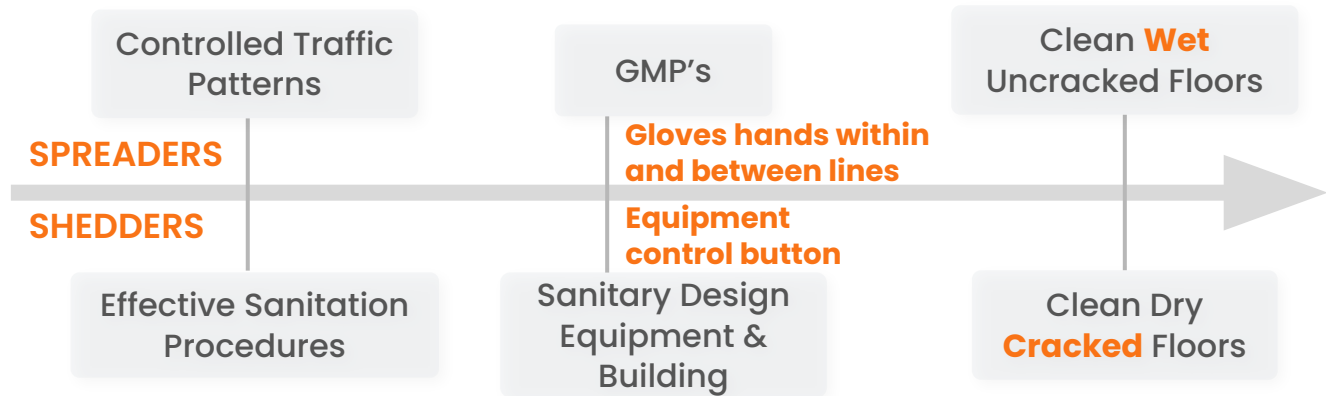 Controlled Traffic
Patterns
GMP's
Clean Wet
Uncracked Floors
SPREADERS
Gloves hands within
and between lines
SHEDDERS
Equipment
control button
Effective Sanitation
Procedures
Sanitary Design
Equipment &
Building
Clean Dry
Cracked Floors